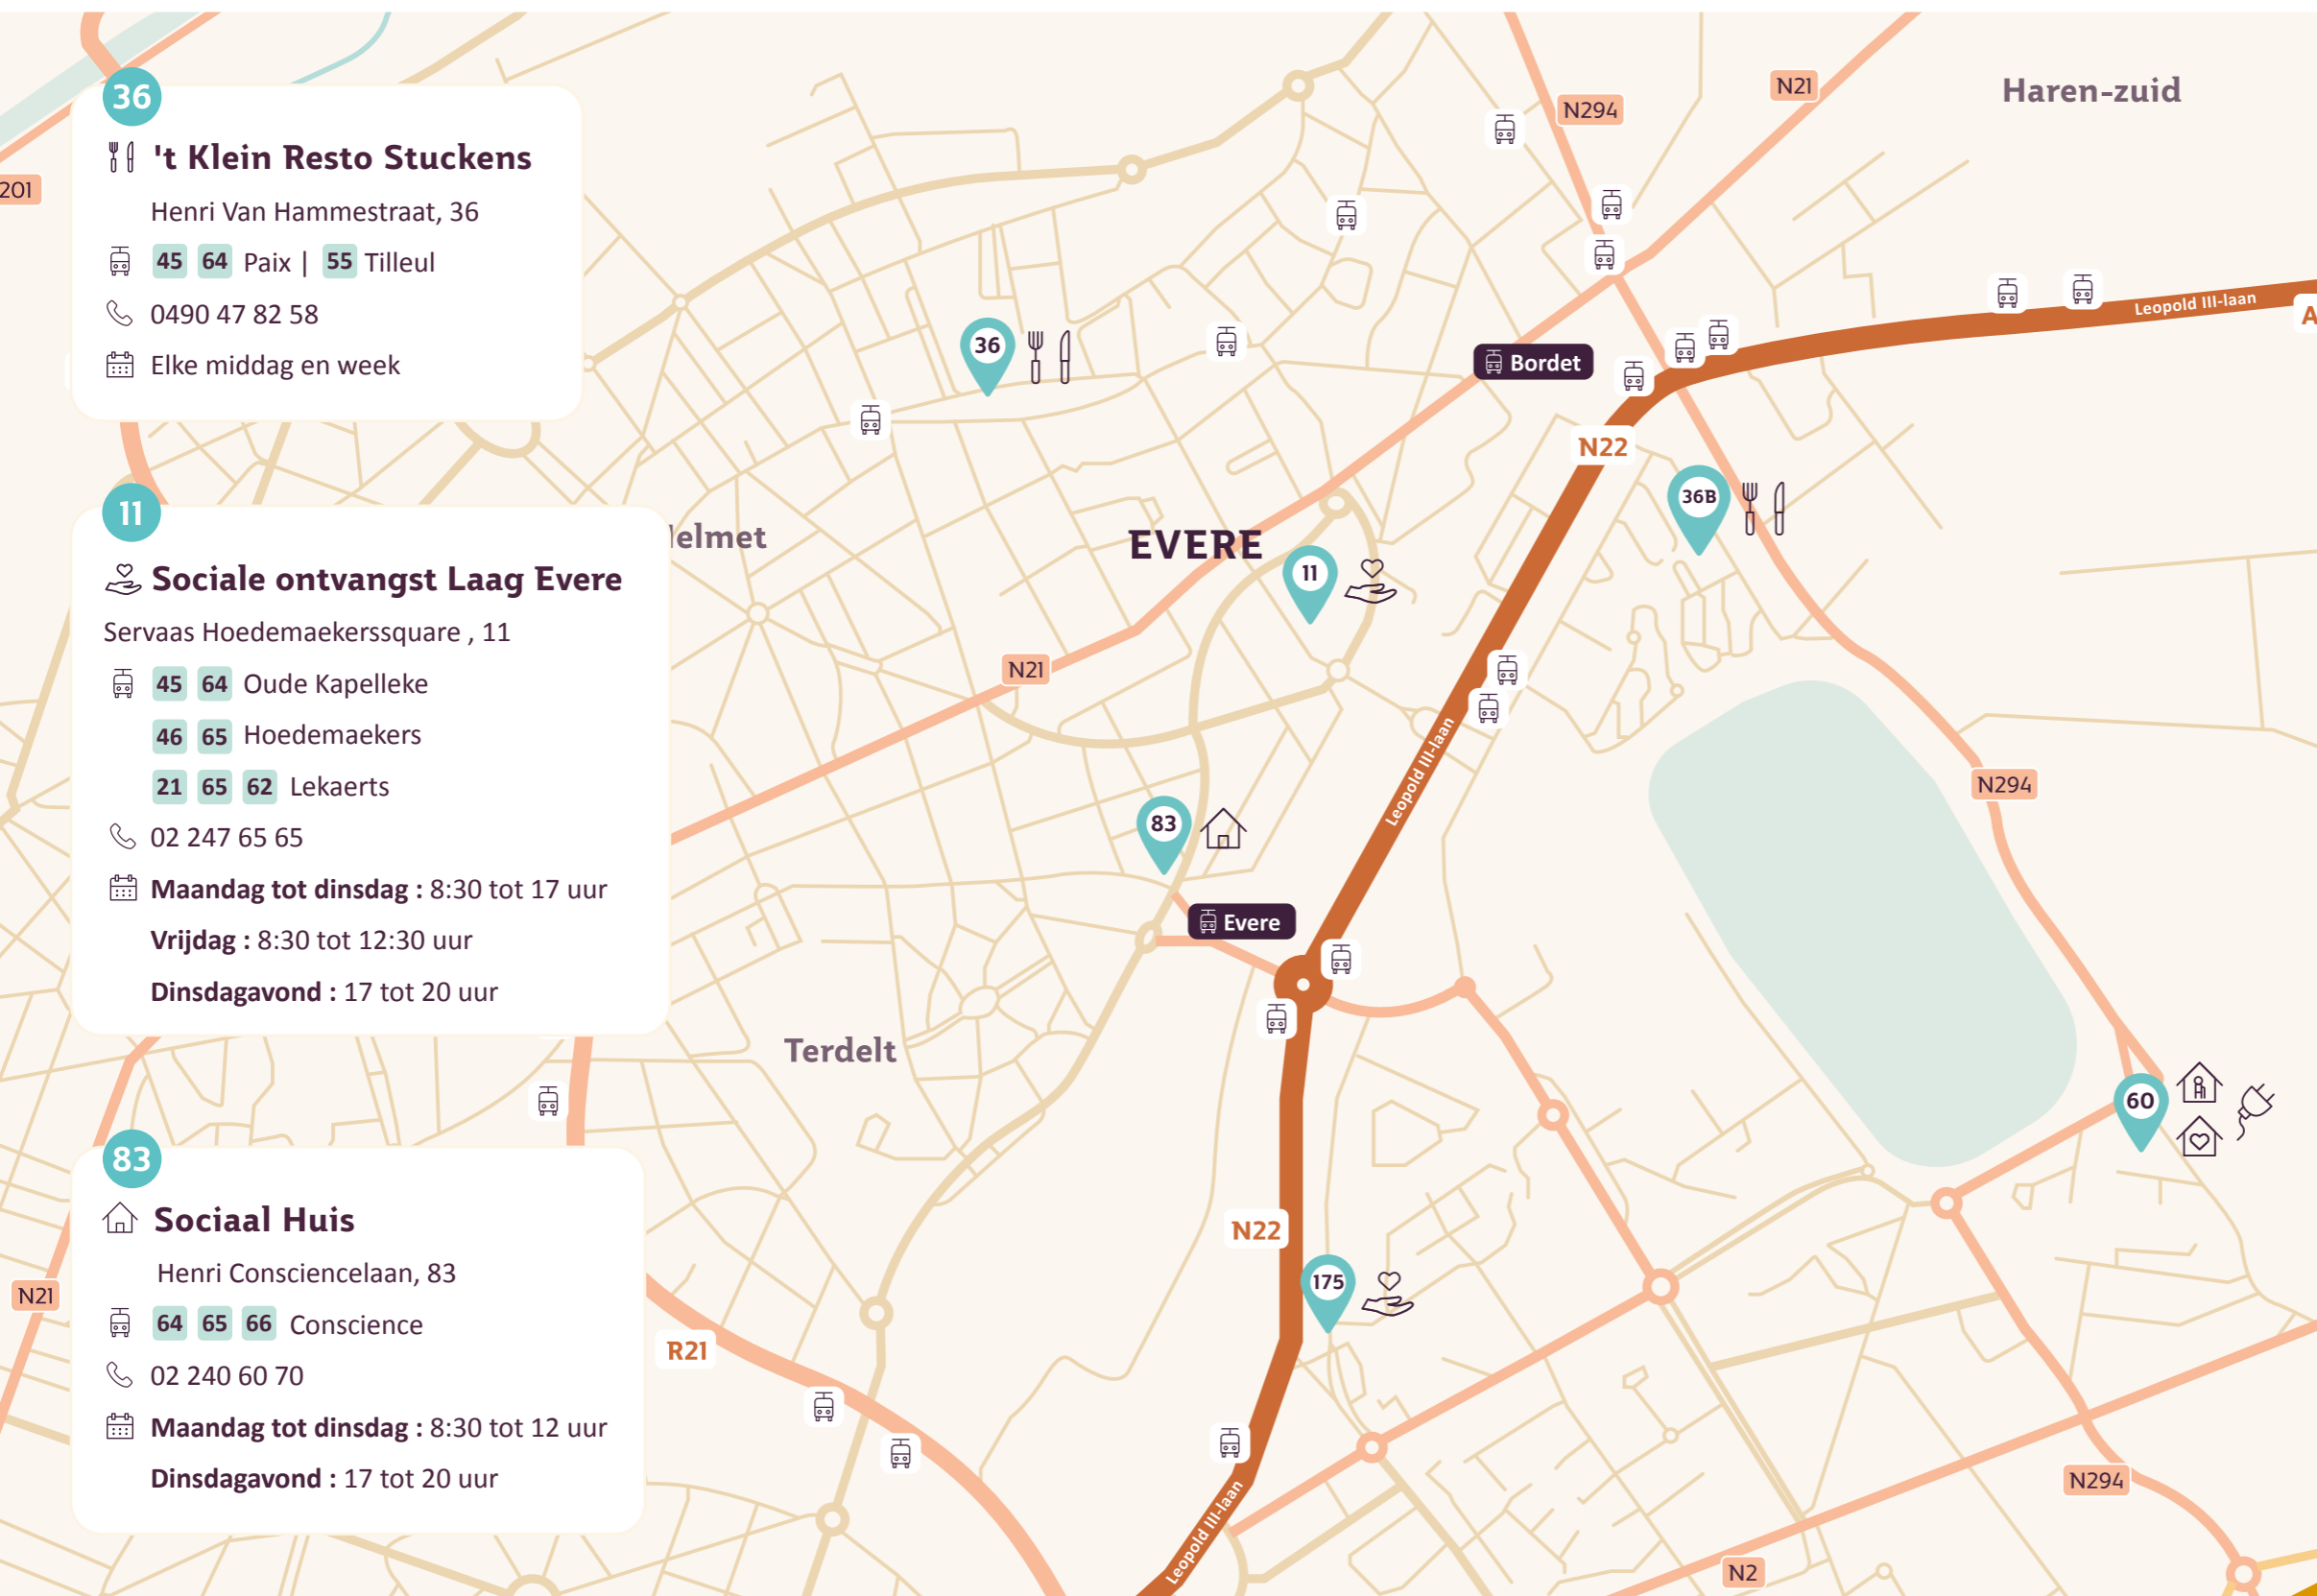 36
't Klein Resto Stuckens
Henri Van Hammestraat, 36
45 64 Paix | 55 Tilleul
0490 47 82 58
Elke middag en week
11
Sociale ontvangst Laag Evere
Servaas Hoedemaekerssquare , 11
45 64 Oude Kapelleke
46 65 Hoedemaekers
21 65 62 Lekaerts
02 247 65 65
Maandag tot dinsdag : 8:30 tot 17 uur
Vrijdag : 8:30 tot 12:30 uur
Dinsdagavond : 17 tot 20 uur
83
Sociaal Huis
Henri Consciencelaan, 83
64 65 66 Conscience
02 240 60 70
Maandag tot dinsdag : 8:30 tot 12 uur
Dinsdagavond : 17 tot 20 uur
201
N21
N294
N21
Haren-zuid
Leopold III-laan
A
36
Bordet
N22
36B
elmet
EVERE
11
N21
Leopold III-laan
N294
83
Evere
Terdelt
60
N22
175
R21
N294
Leopold III-laan
N2